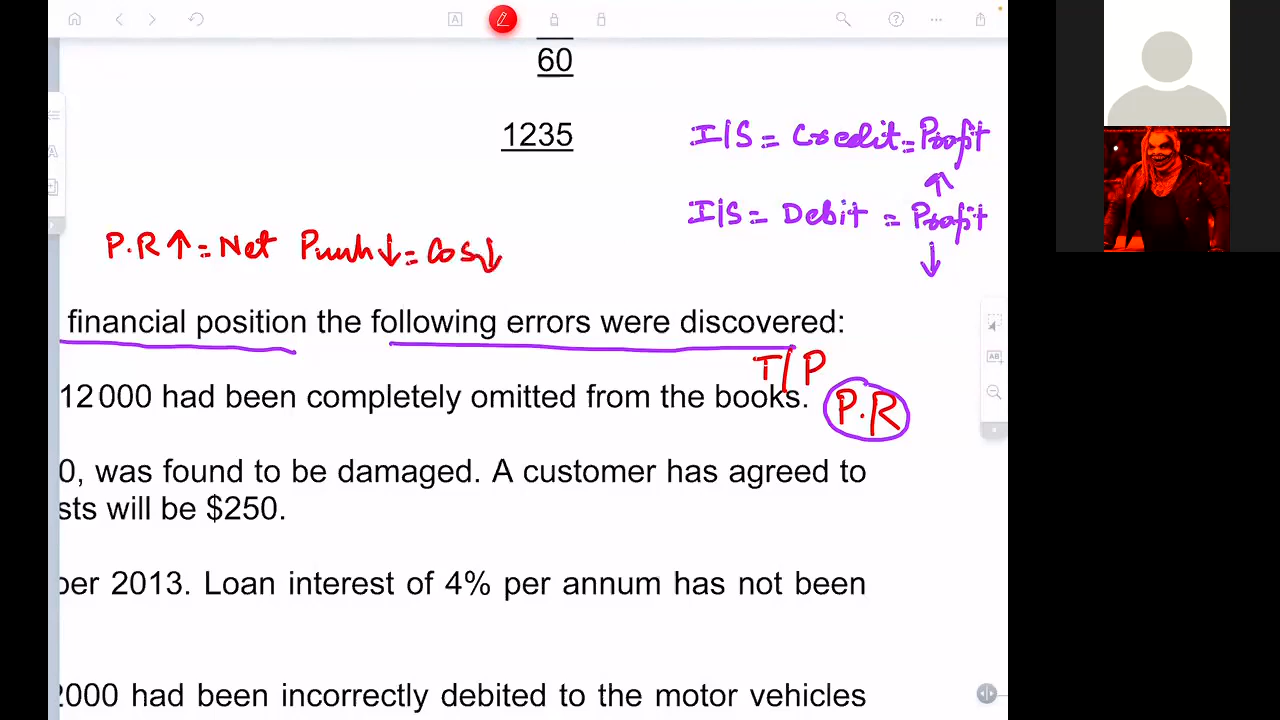 60
1235
I/S = Credit = Profit ↑
I/S = Debit = Profit ↓
P.R ↑ = Net Purch ↓ = Cos ↓
financial position the following errors were discovered:
T/P
12 000 had been completely omitted from the books. P.R
0, was found to be damaged. A customer has agreed to
sts will be $250.
ber 2013. Loan interest of 4% per annum has not been
2000 had been incorrectly debited to the motor vehicles